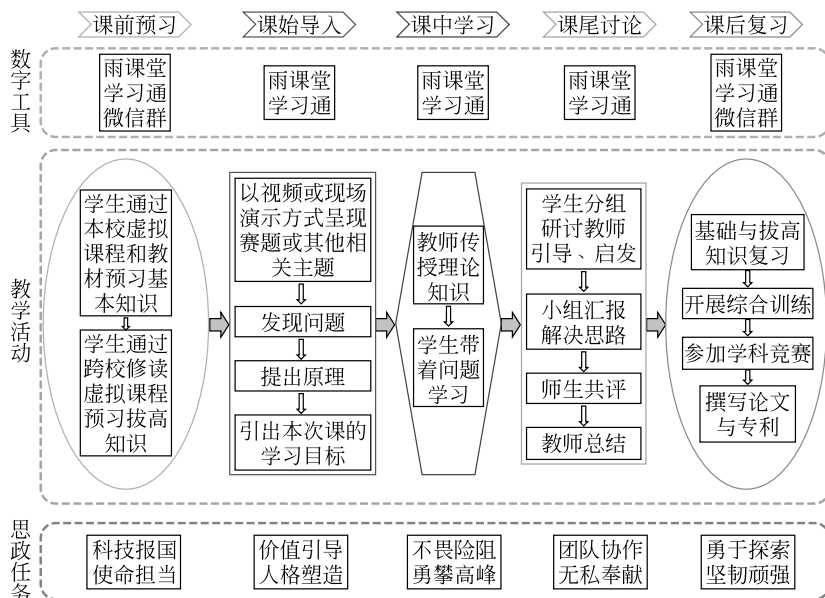 课前预习
课始导入
课中学习
课尾讨论
课后复习
数字工具
雨课堂
学习通
微信群
雨课堂
学习通
雨课堂
学习通
雨课堂
学习通
雨课堂
学习通
微信群
教学活动
学生通过
本校虚拟
课程和教
材预习基
本知识
学生通过
跨校修读
虚拟课程
预习拔高
知识
以视频或现场
演示方式呈现
赛题或其他相
关主题
发现问题
提出原理
引出本次课的
学习目标
教师传
授理论
知识
学生带
着问题
学习
学生分组
研讨教师
引导、启发
小组汇报
解决思路
师生共评
教师总结
基础与拔高
知识复习
开展综合训练
参加学科竞赛
撰写论文
与专利
思政任务
科技报国
使命担当
价值引导
人格塑造
不畏险阻
勇攀高峰
团队协作
无私奉献
勇于探索
坚韧顽强